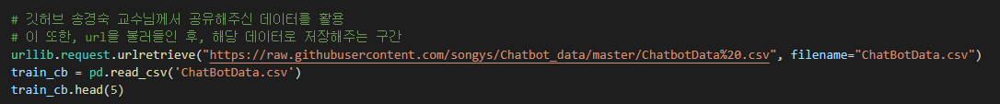 # 깃허브 송경숙 교수님께서 공유해주신 데이터를 활용
# 이 또한, url을 불러들인 후, 해당 데이터로 저장해주는 구간
urllib.request.urlretrieve("https://raw.githubusercontent.com/songys/Chatbot_data/master/ChatbotData%20.csv", filename="ChatBotData.csv")
train_cb = pd.read_csv('ChatBotData.csv')
train_cb.head(5)